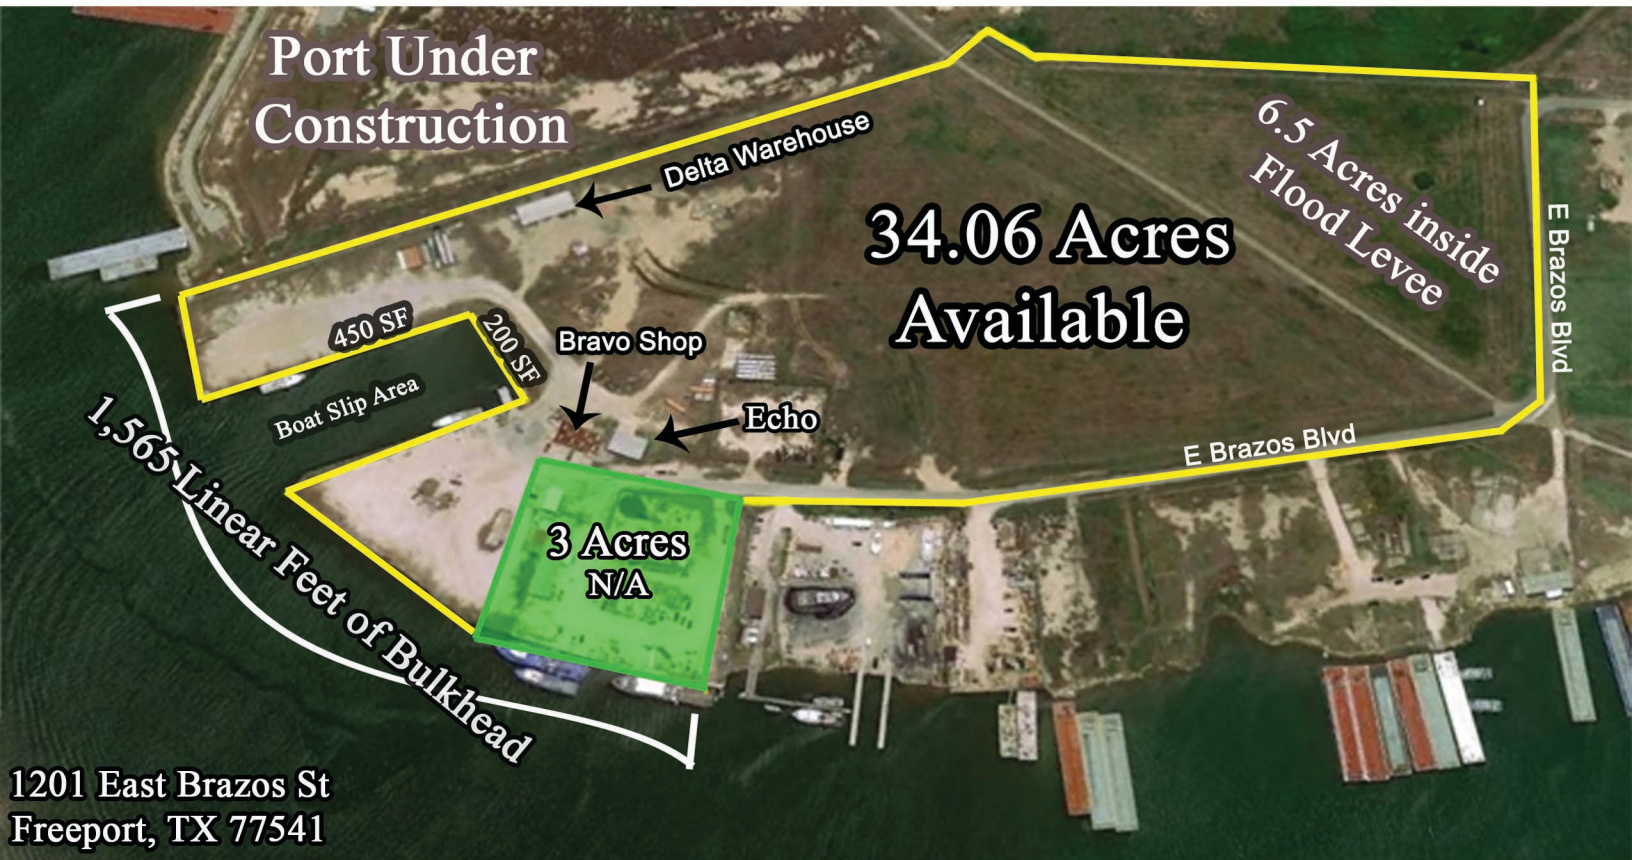 Port Under
Construction
Delta Warehouse
6.5 Acres inside
Flood Levee
34.06 Acres
Available
E Brazos Blvd
450 SF
200 SF
Bravo Shop
Boat Slip Area
Echo
E Brazos Blvd
1,565 Linear Feet of Bulkhead
3 Acres
N/A
1201 East Brazos St
Freeport, TX 77541